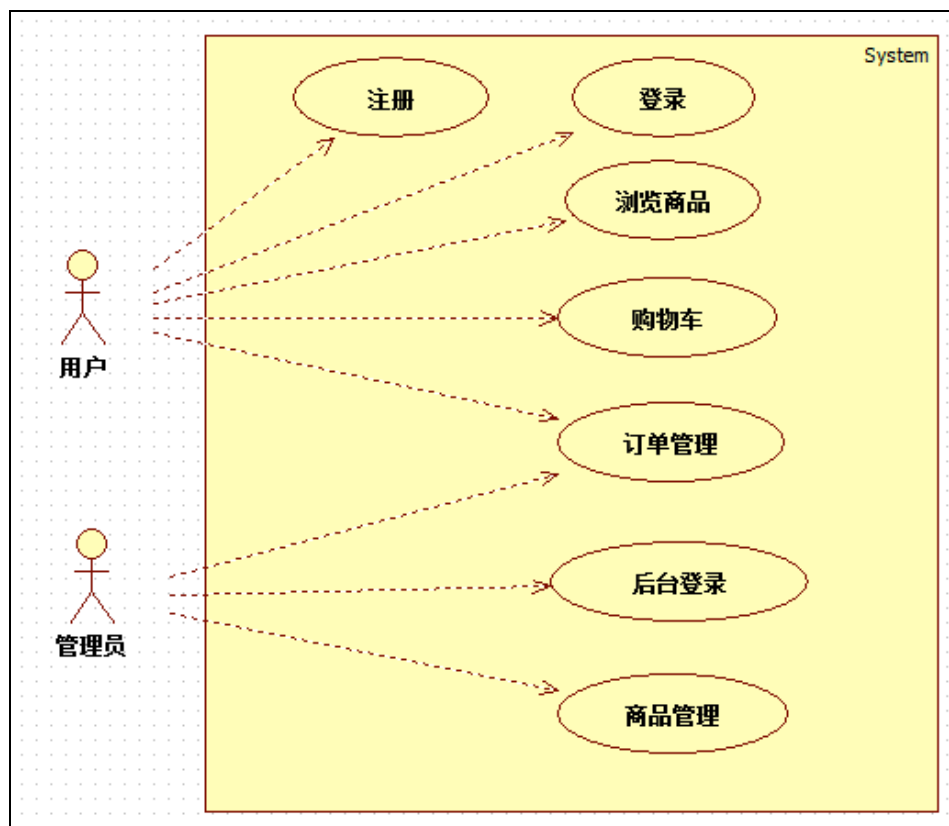 System
注册
登录
浏览商品
购物车
用户
订单管理
后台登录
管理员
商品管理